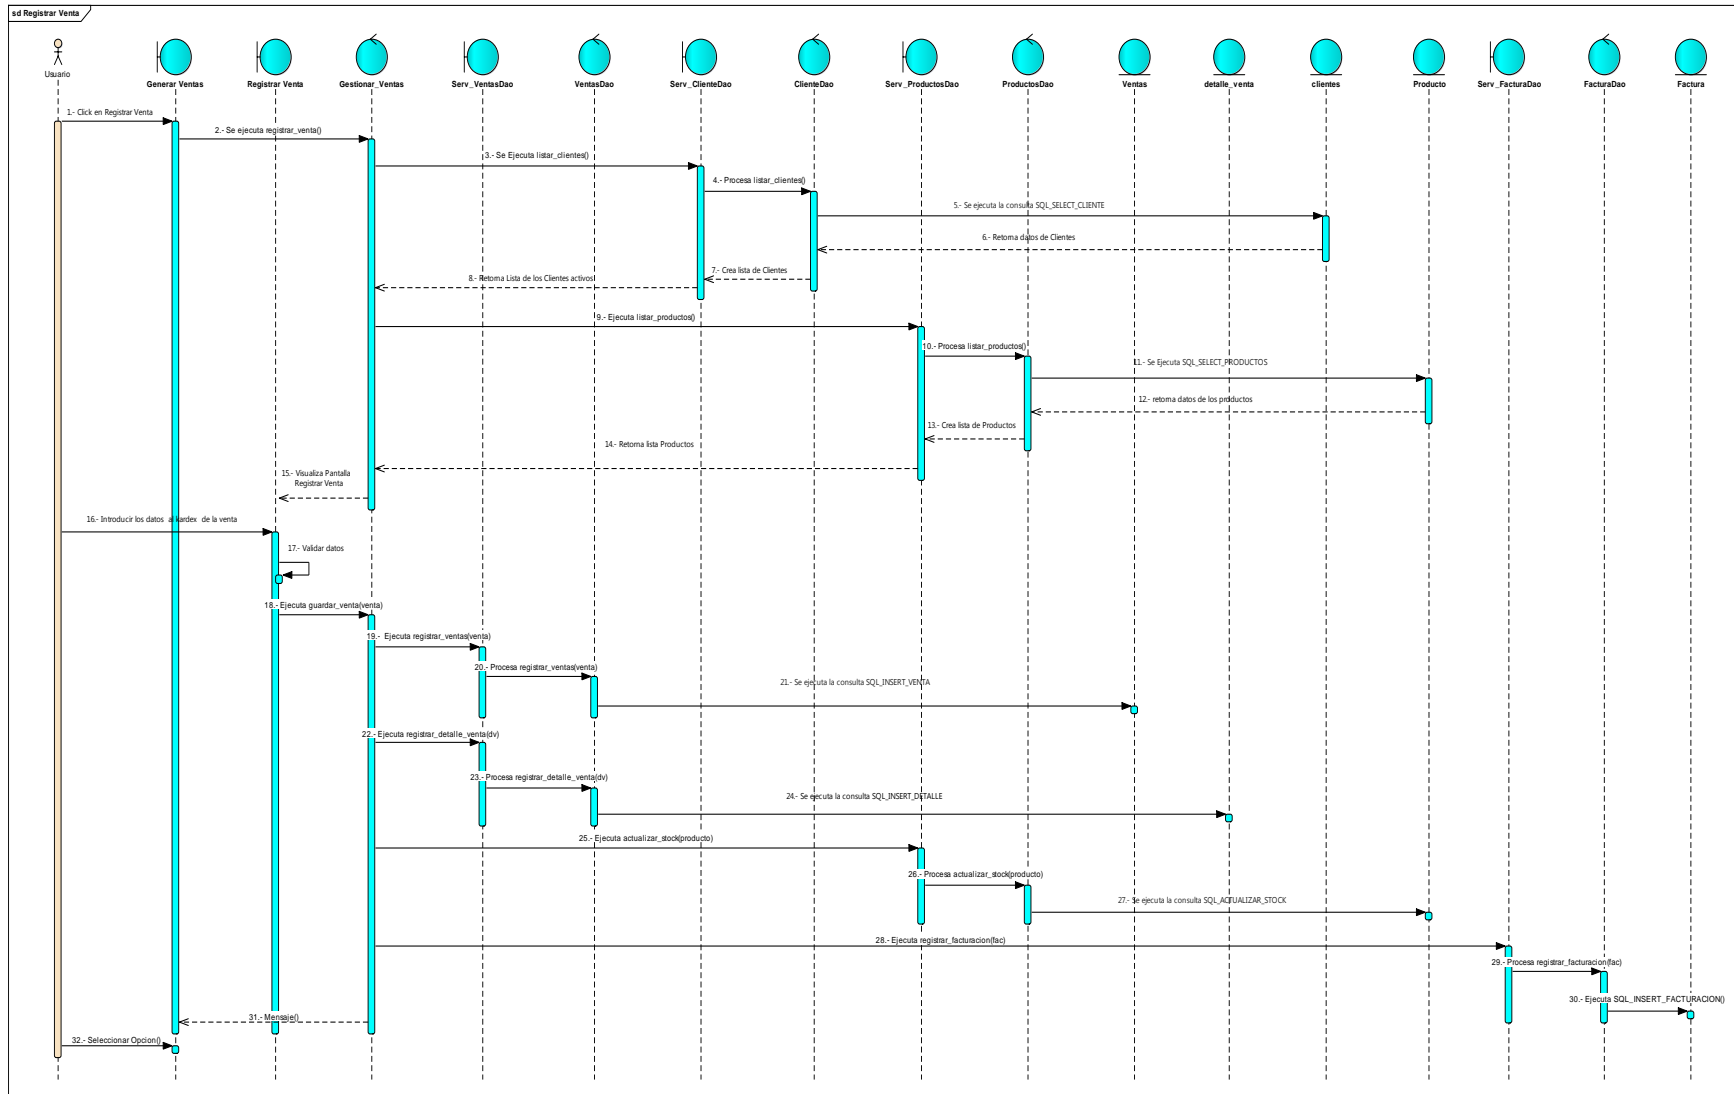 sd Registrar Venta
Usuario
Generar Ventas
Registrar Venta
Gestionar_Ventas
Serv_VentasDao
VentasDao
Serv_ClienteDao
ClienteDao
Serv_ProductosDao
ProductosDao
Ventas
detalle_venta
clientes
Producto
Serv_FacturaDao
FacturaDao
Factura
1.- Click en Registrar Venta
2.- Se ejecuta registrar_venta()
3.- Se Ejecuta listar_clientes()
4.- Procesa listar_clientes()
5.- Se ejecuta la consulta SQL_SELECT_CLIENTE
6.- Retorna datos de Clientes
7.- Crea lista de Clientes
8.- Retorna Lista de los Clientes activos
9.- Ejecuta listar_productos()
10.- Procesa listar_productos()
11.- Se Ejecuta SQL_SELECT_PRODUCTOS
12.- retorna datos de los productos
13.- Crea lista de Productos
14.- Retorna lista Productos
15.- Visualiza Pantalla
Registrar Venta
16.- Introducir los datos al kardex de la venta
17.- Validar datos
18.- Ejecuta guardar_venta(venta)
19.- Ejecuta registrar_ventas(venta)
20.- Procesa registrar_ventas(venta)
21.- Se ejecuta la consulta SQL_INSERT_VENTA
22.- Ejecuta registrar_detalle_venta(dv)
23.- Procesa registrar_detalle_venta(dv)
24.- Se ejecuta la consulta SQL_INSERT_DETALLE
25.- Ejecuta actualizar_stock(producto)
26.- Procesa actualizar_stock(producto)
27.- Se ejecuta la consulta SQL_ACTUALIZAR_STOCK
28.- Ejecuta registrar_facturacion(fac)
29.- Procesa registrar_facturacion(fac)
30.- Ejecuta SQL_INSERT_FACTURACION()
31.- Mensaje()
32.- Seleccionar Opcion()